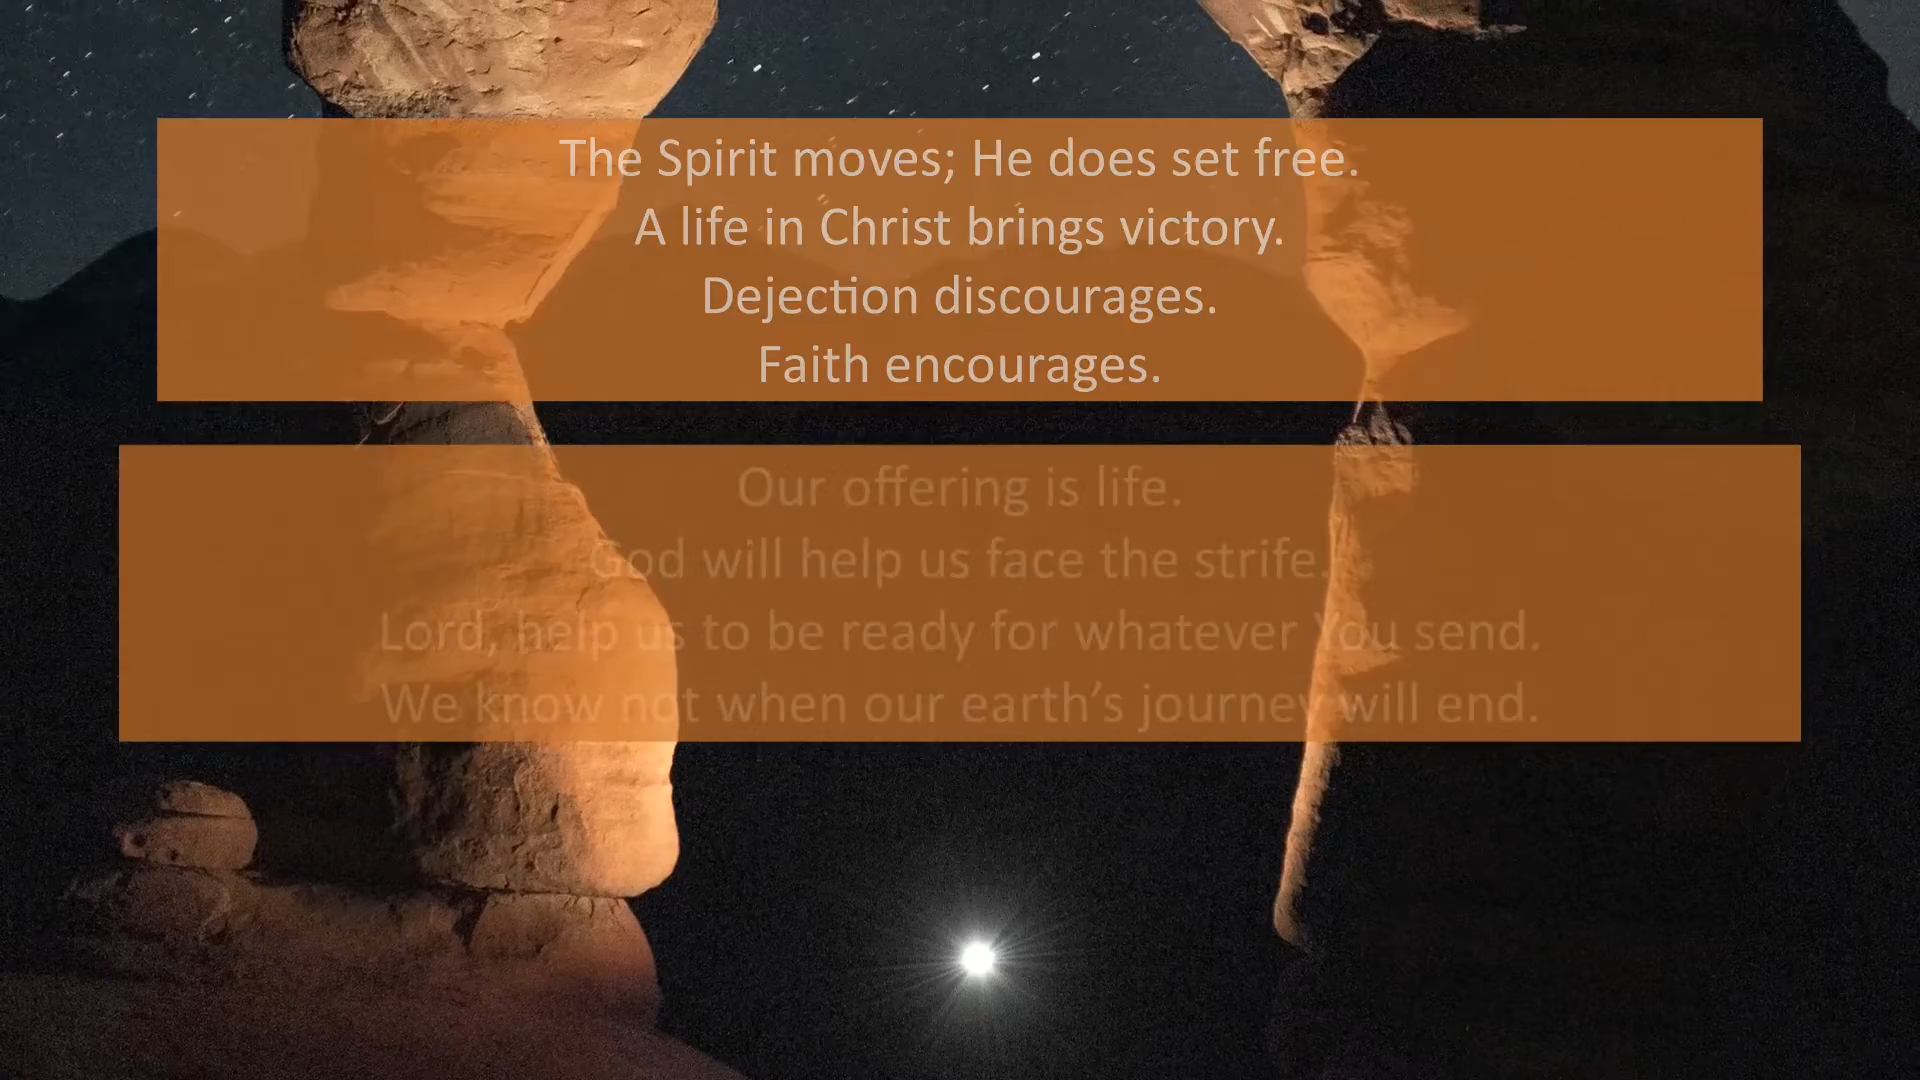 The Spirit moves; He does set free.
A life in Christ brings victory.
Dejection discourages.
Faith encourages.
Our offering is life.
God will help us face the strife.
Lord, help us to be ready for whatever You send.
We know not when our earth’s journey will end.